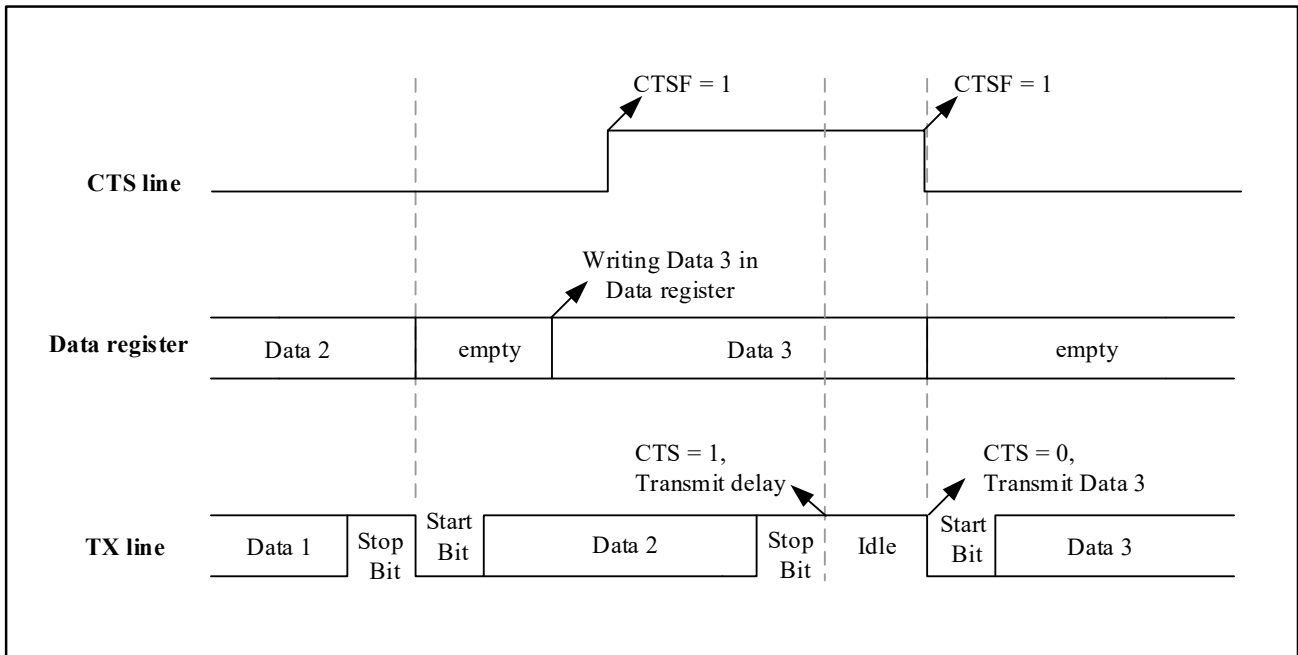 CTSF = 1
CTSF = 1
CTS line
Writing Data 3 in
Data register
Data register
Data 2
empty
Data 3
empty
CTS = 1,
Transmit delay
CTS = 0,
Transmit Data 3
TX line
Data 1
Stop
Bit
Start
Bit
Data 2
Stop
Bit
Idle
Start
Bit
Data 3